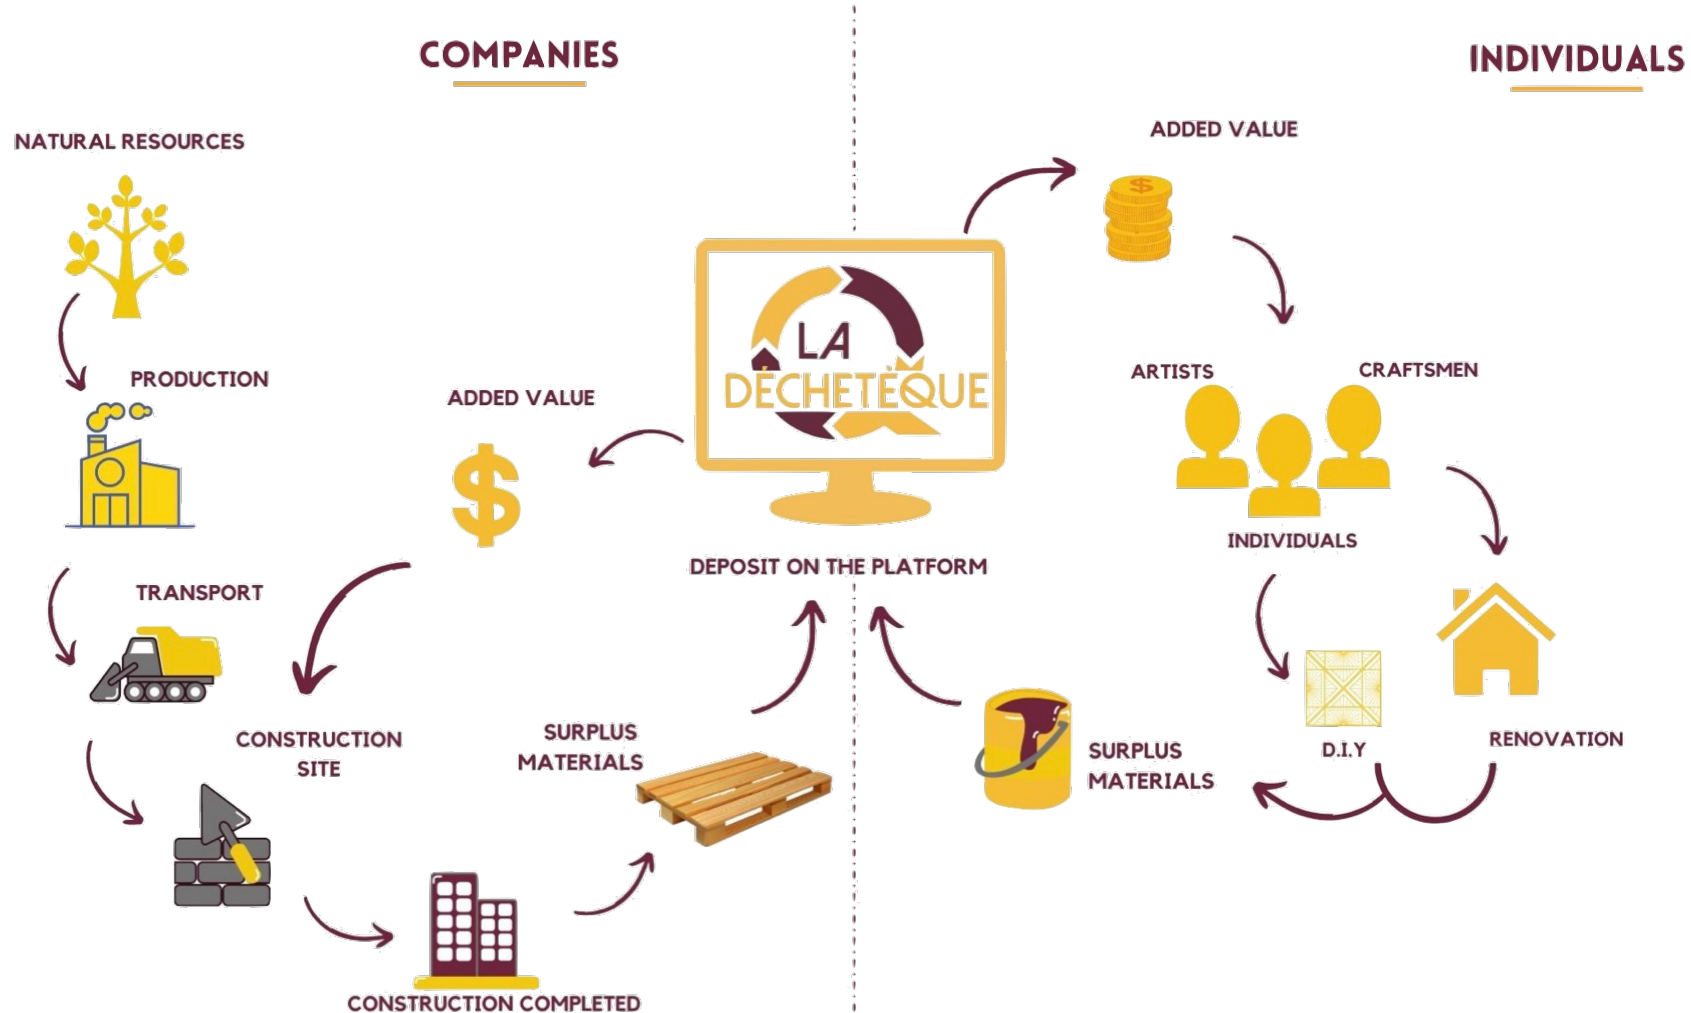 COMPANIES
INDIVIDUALS
NATURAL RESOURCES
PRODUCTION
TRANSPORT
CONSTRUCTION
SITE
CONSTRUCTION COMPLETED
SURPLUS
MATERIALS
ADDED VALUE
$
LA
DÉCHETÈQUE
DEPOSIT ON THE PLATFORM
ADDED VALUE
$
ARTISTS
CRAFTSMEN
INDIVIDUALS
D.I.Y
RENOVATION
SURPLUS
MATERIALS